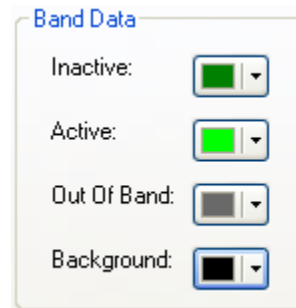 Band Data
Inactive:
Active:
Out Of Band:
Background: